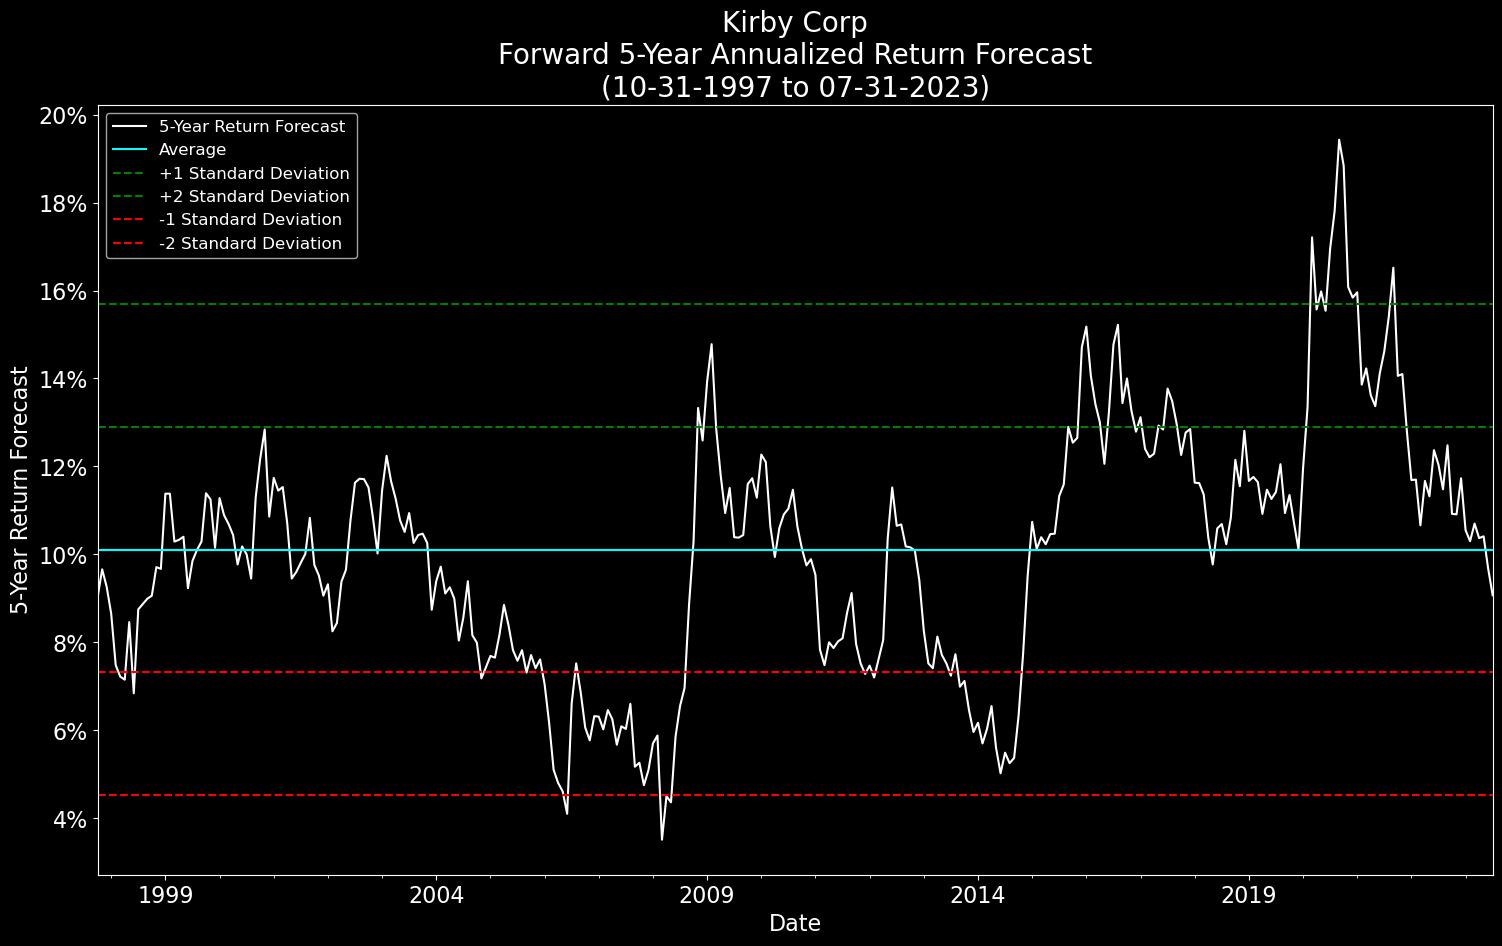 Kirby Corp
Forward 5-Year Annualized Return Forecast
(10-31-1997 to 07-31-2023)
5-Year Return Forecast
Average
+1 Standard Deviation
+2 Standard Deviation
-1 Standard Deviation
-2 Standard Deviation
20%
18%
16%
14%
12%
10%
8%
6%
4%
5-Year Return Forecast
1999
2004
2009
2014
2019
Date